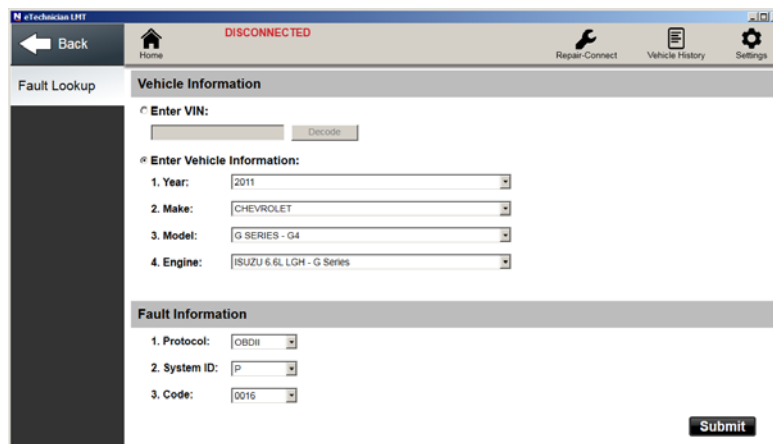 eTechnician LMT
Back
Home
DISCONNECTED
Repair-Connect
Vehicle History
Settings
Fault Lookup
Vehicle Information
Enter VIN:
Decode
Enter Vehicle Information:
1. Year: 2011
2. Make: CHEVROLET
3. Model: G SERIES - G4
4. Engine: ISUZU 6.6L LGH - G Series
Fault Information
1. Protocol: OBDII
2. System ID: P
3. Code: 0016
Submit